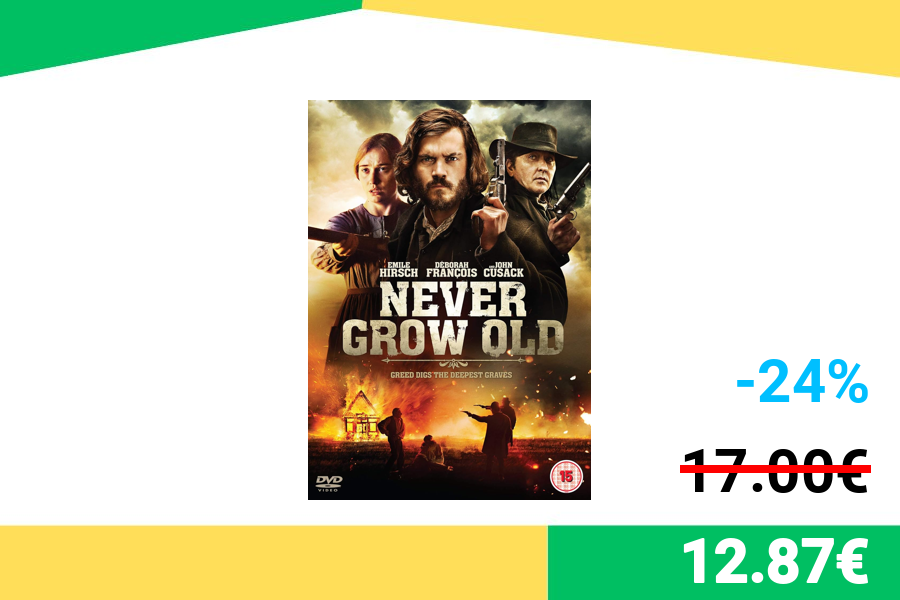 EMILE DÉBORAH AND JOHN
HIRSCH FRANÇOIS CUSACK
NEVER
GROW OLD
GREED DIGS THE DEEPEST GRAVES
DVD
VIDEO
15
-24%
17.00€
12.87€